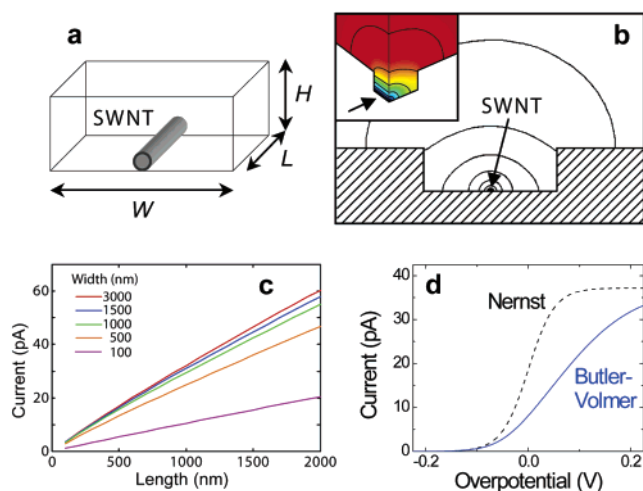 a
SWNT
H
L
W
b
SWNT
c
Width (nm)
3000
1500
1000
500
100
Current (pA)
60
40
20
0
0
500
1000
1500
2000
Length (nm)
d
Nernst
Butler-
Volmer
Current (pA)
40
30
20
10
0
-0.2
0.0
0.2
Overpotential (V)